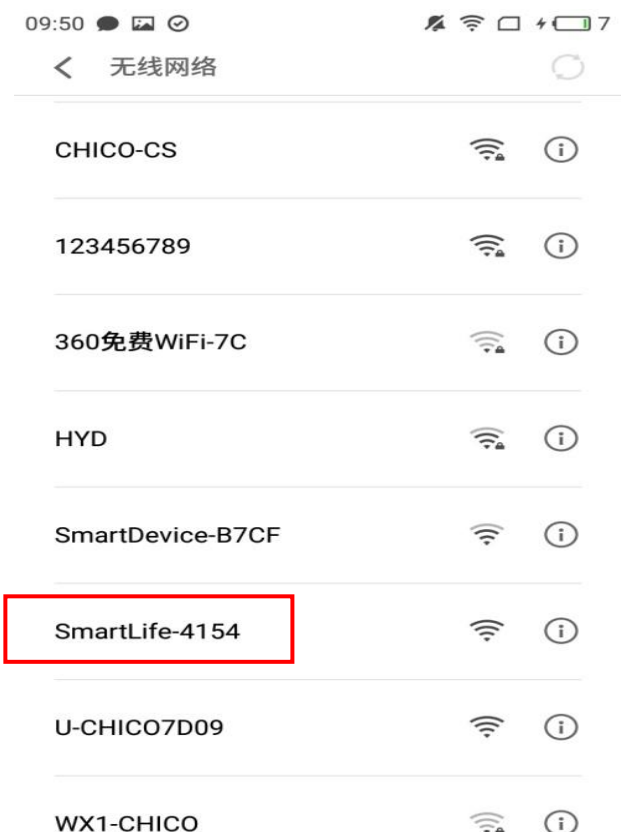 09:50 7
无线网络
CHICO-CS
123456789
360免费WiFi-7C
HYD
SmartDevice-B7CF
SmartLife-4154
U-CHICO7D09
WX1-CHICO